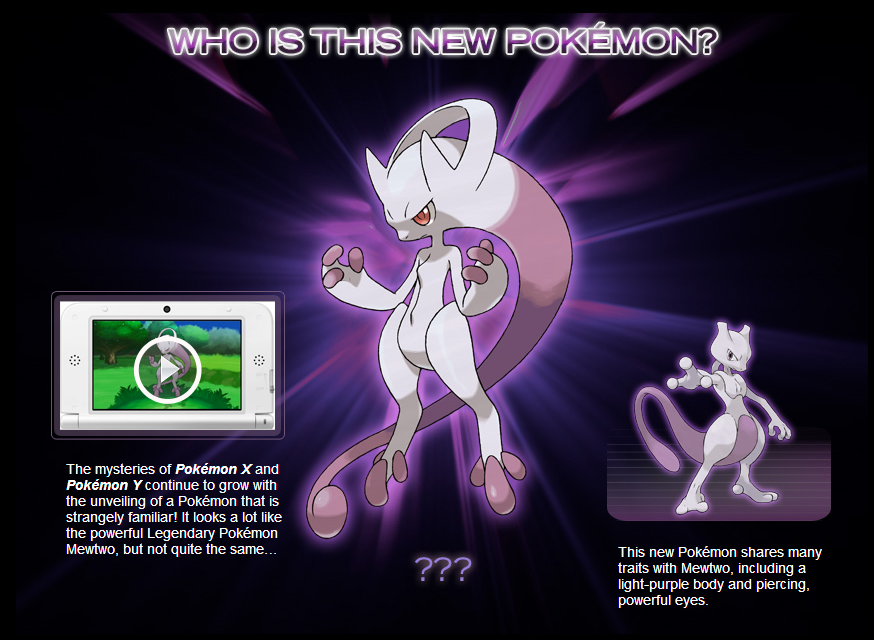 WHO IS THIS NEW POKÉMON?
The mysteries of Pokémon X and
Pokémon Y continue to grow with
the unveiling of a Pokémon that is
strangely familiar! It looks a lot like
the powerful Legendary Pokémon
Mewtwo, but not quite the same…
???
This new Pokémon shares many
traits with Mewtwo, including a
light-purple body and piercing,
powerful eyes.